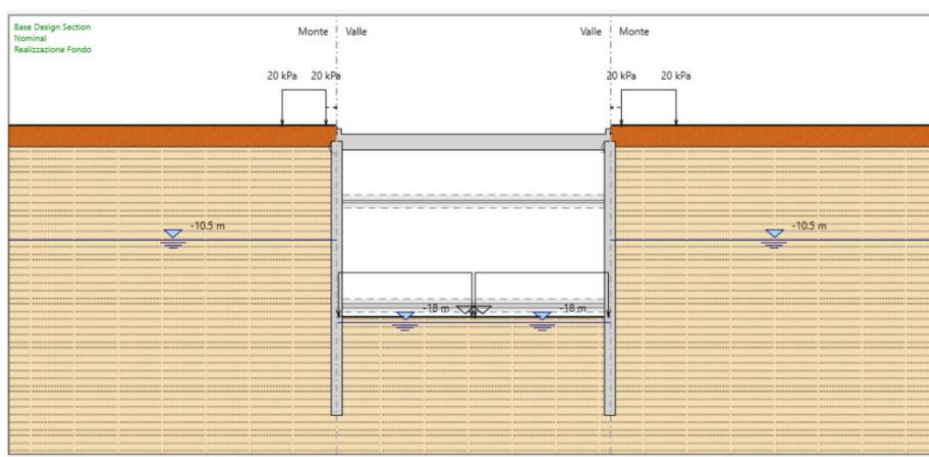 Base Design Section
Nominal
Realizzazione Fondo
Monte
Valle
Valle
Monte
20 kPa
20 kPa
20 kPa
20 kPa
-10.5 m
-10.5 m
-18 m
-18 m